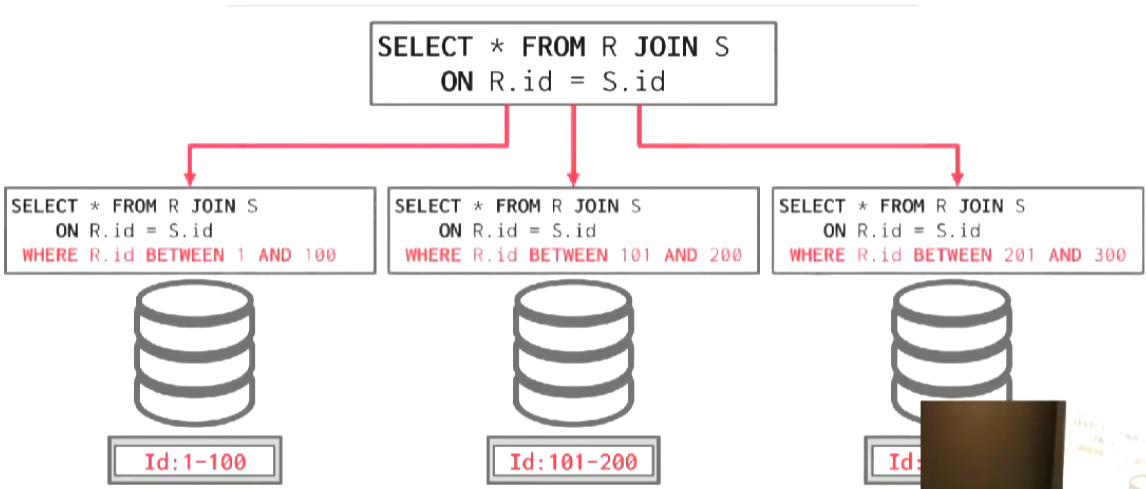 SELECT * FROM R JOIN S
ON R.id = S.id
SELECT * FROM R JOIN S
ON R.id = S.id
WHERE R.id BETWEEN 1 AND 100
SELECT * FROM R JOIN S
ON R.id = S.id
WHERE R.id BETWEEN 101 AND 200
SELECT * FROM R JOIN S
ON R.id = S.id
WHERE R.id BETWEEN 201 AND 300
Id:1-100
Id:101-200
Id: